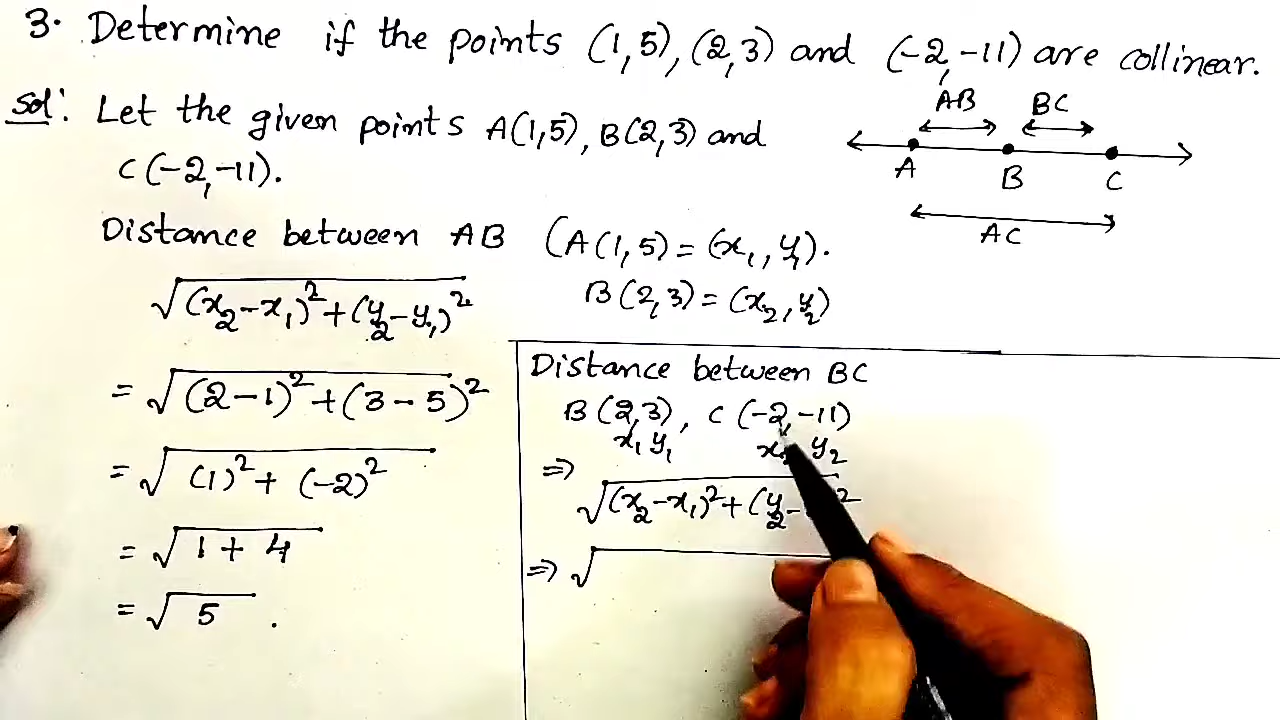 3. Determine if the points (1,5), (2,3) and (-2,-11) are collinear.
Sol: Let the given points A(1,5), B(2,3) and
C(-2,-11).
AB BC
A B C
AC
Distance between AB (A(1,5) = (x₁, y₁).
B(2,3) = (x₂, y₂)
√(x₂-x₁)²+(y₂-y₁)²
= √(2-1)²+(3-5)²
= √(1)²+(-2)²
= √1+4
= √5 .
Distance between BC
B(2,3), C(-2,-11)
x₁ y₁ y₂
⇒ √(x₂-x₁)²+(y₂-
⇒ √